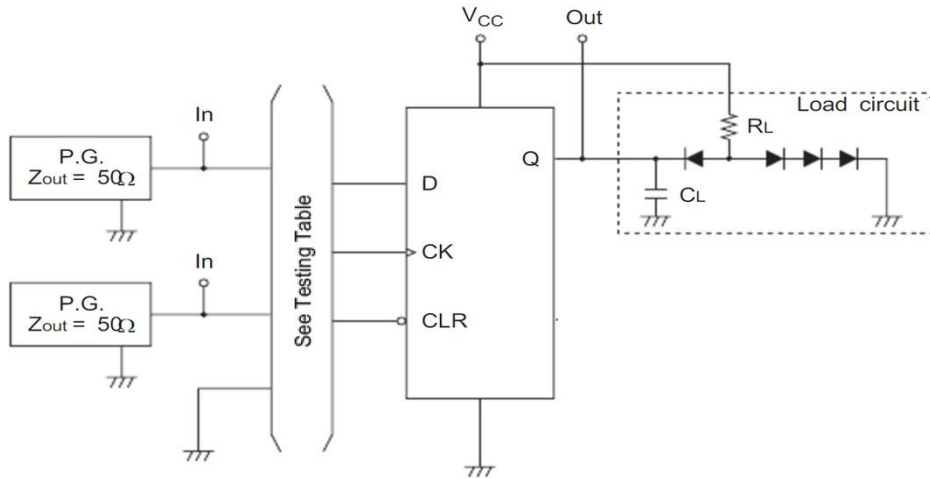 VCC
Out
Load circuit
In
RL
P.G.
Zout = 50Ω
Q
D
CL
See Testing Table
CK
In
P.G.
Zout = 50Ω
CLR